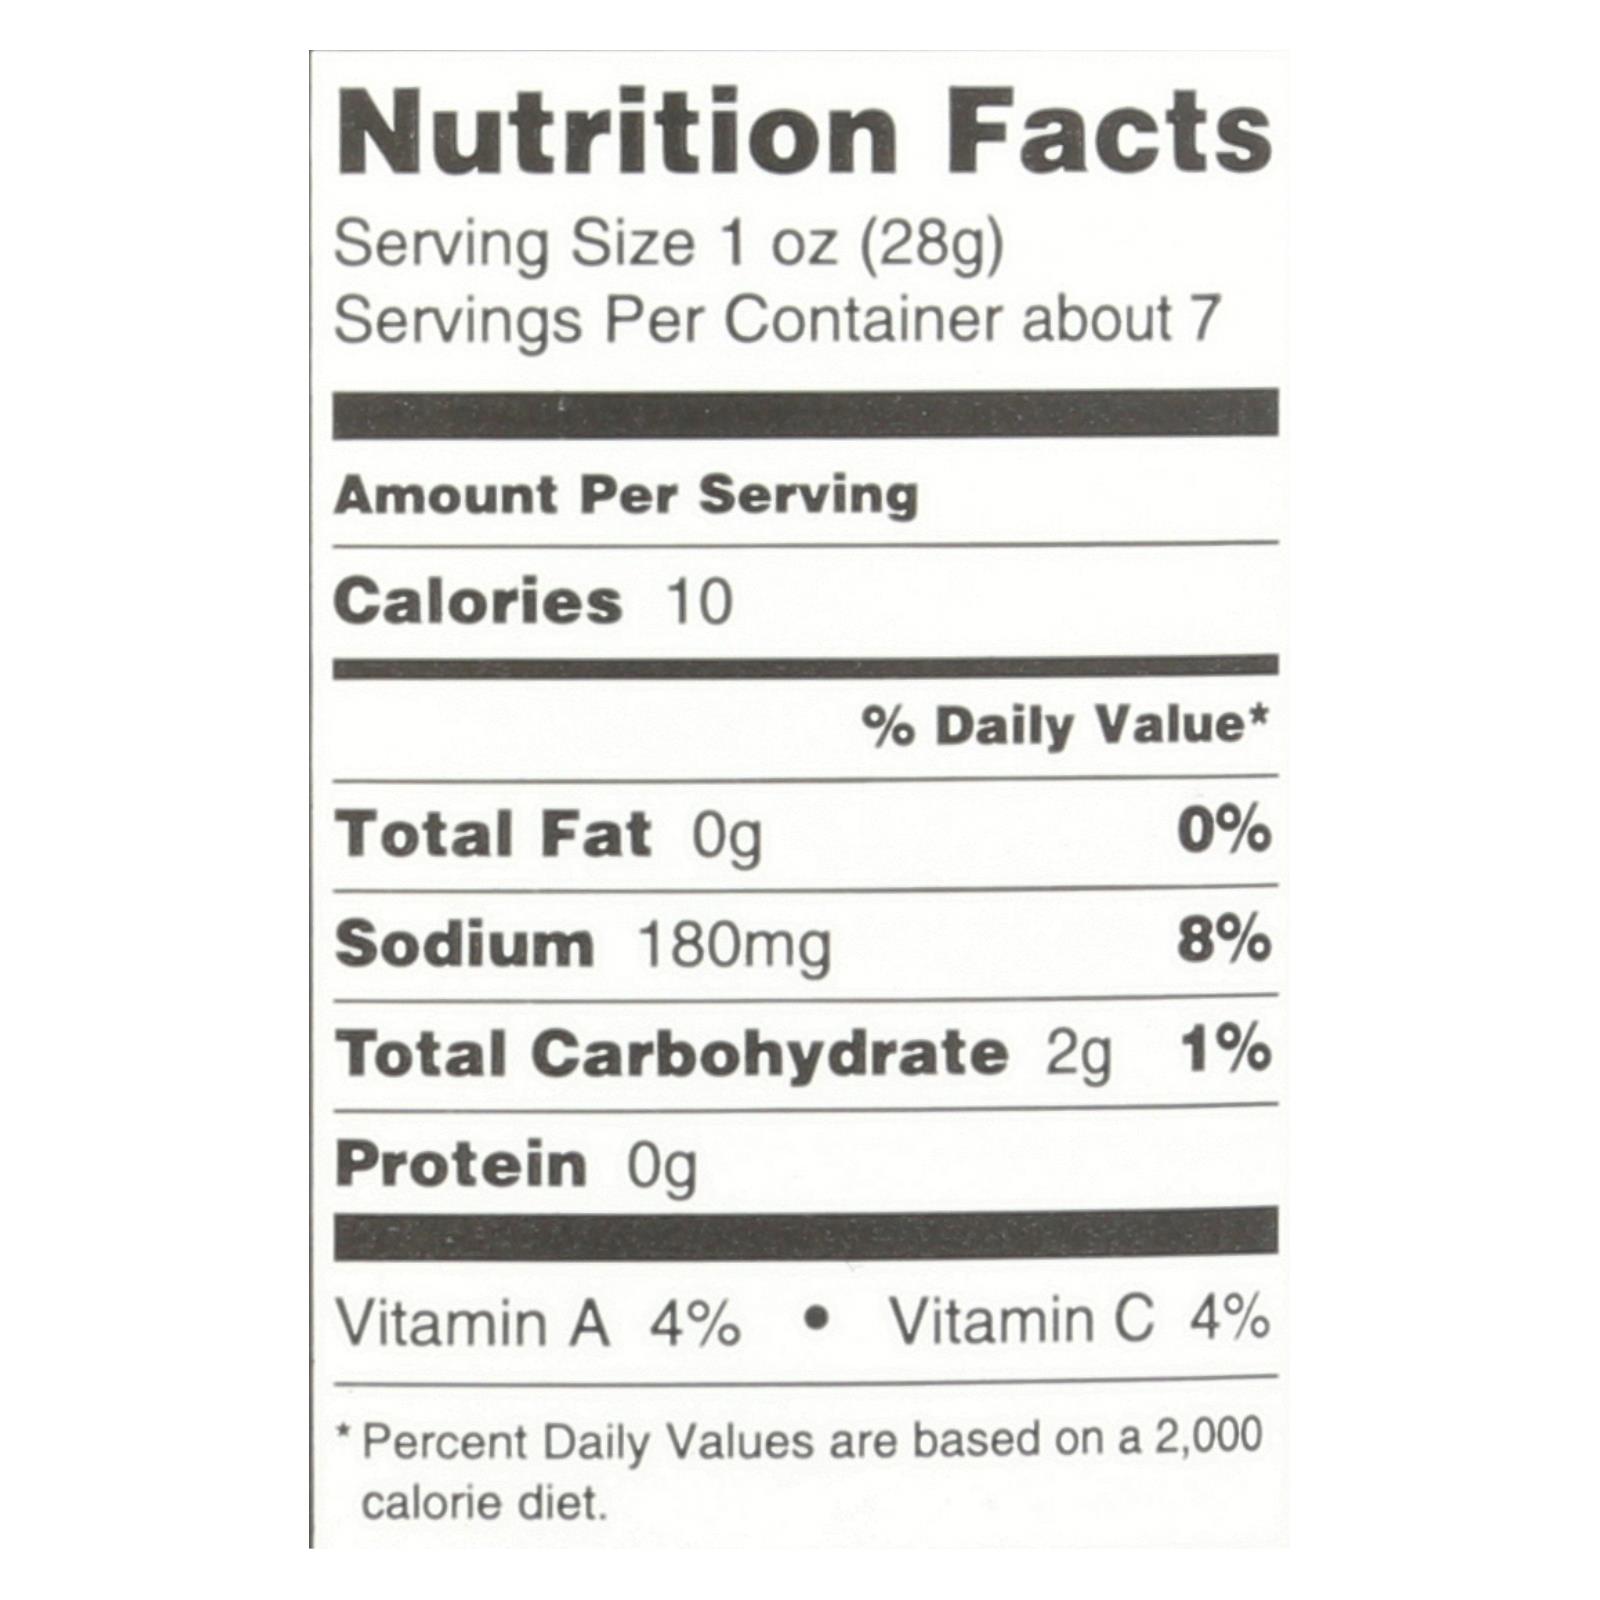 Nutrition Facts
Serving Size 1 oz (28g)
Servings Per Container about 7
Amount Per Serving
Calories 10
% Daily Value*
Total Fat 0g 0%
Sodium 180mg 8%
Total Carbohydrate 2g 1%
Protein 0g
Vitamin A 4% • Vitamin C 4%
* Percent Daily Values are based on a 2,000
calorie diet.